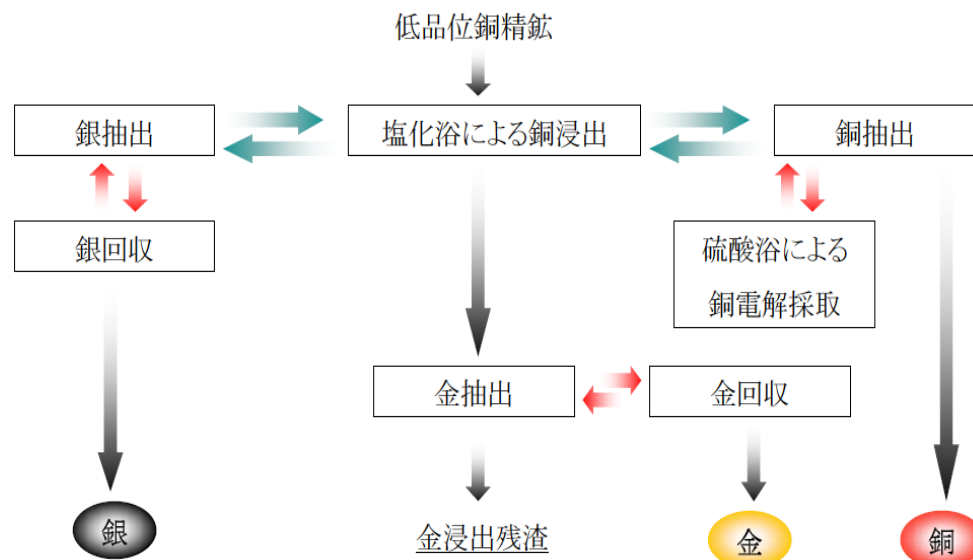 低品位銅精鉱
銀抽出
塩化浴による銅浸出
銅抽出
銀回収
硫酸浴による
銅電解採取
金抽出
金回収
銀
金浸出残渣
金
銅